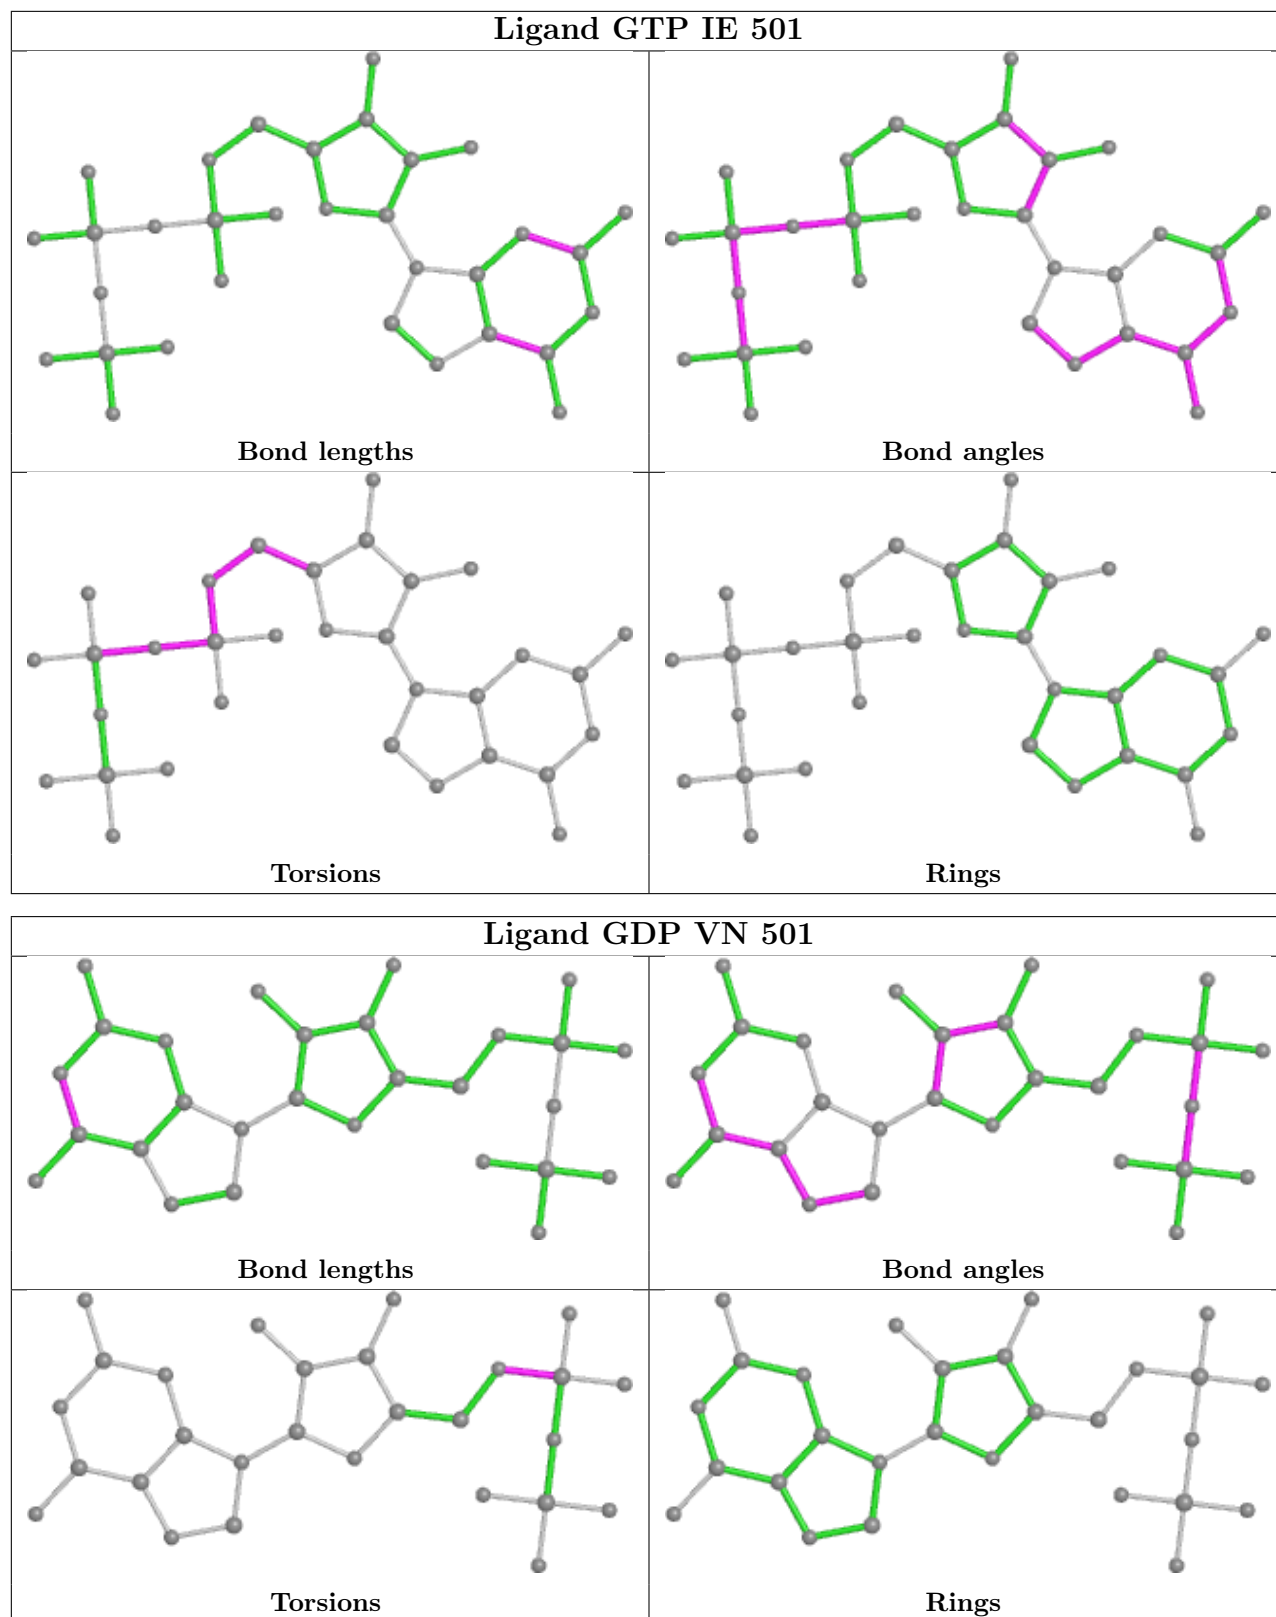 Ligand GTP IE 501
Bond lengths
Bond angles
Torsions
Rings
Ligand GDP VN 501
Bond lengths
Bond angles
Torsions
Rings